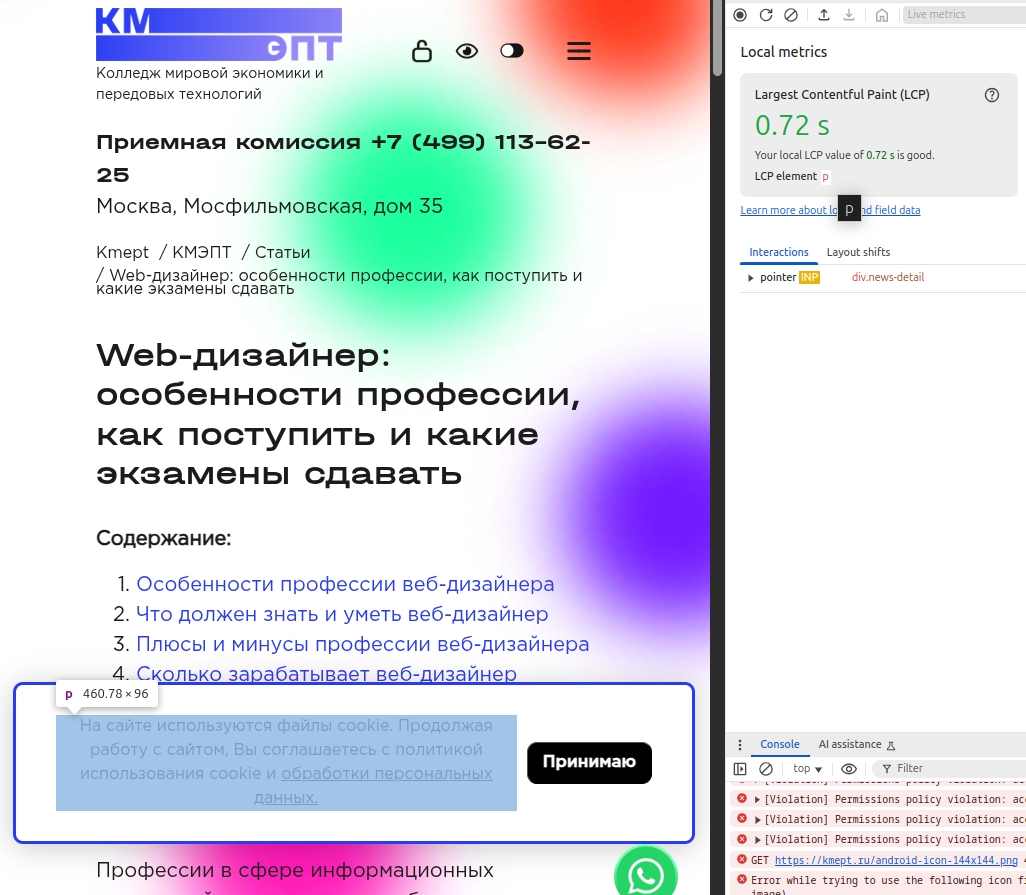 КМ
ЭПТ
Колледж мировой экономики и
передовых технологий
Приемная комиссия +7 (499) 113-62-
25
Москва, Мосфильмовская, дом 35
Kmept / КМЭПТ / Статьи
/ Web-дизайнер: особенности профессии, как поступить и
какие экзамены сдавать
Web-дизайнер:
особенности профессии,
как поступить и какие
экзамены сдавать
Содержание:
1. Особенности профессии веб-дизайнера
2. Что должен знать и уметь веб-дизайнер
3. Плюсы и минусы профессии веб-дизайнера
4. Сколько зарабатывает веб-дизайнер
p 460.78 × 96
На сайте используются файлы cookie. Продолжая
работу с сайтом, Вы соглашаетесь с политикой
использования cookie и обработки персональных
данных.
Принимаю
Профессии в сфере информационных
Live metrics
Local metrics
Largest Contentful Paint (LCP)
0.72 s
Your local LCP value of 0.72 s is good.
LCP element p
p
Learn more about lo nd field data
Interactions Layout shifts
pointer INP div.news-detail
Console AI assistance
top Filter
[Violation] Permissions policy violation: acc
[Violation] Permissions policy violation: acc
[Violation] Permissions policy violation: acc
GET https://kmept.ru/android-icon-144x144.png 4
Error while trying to use the following icon f
image)